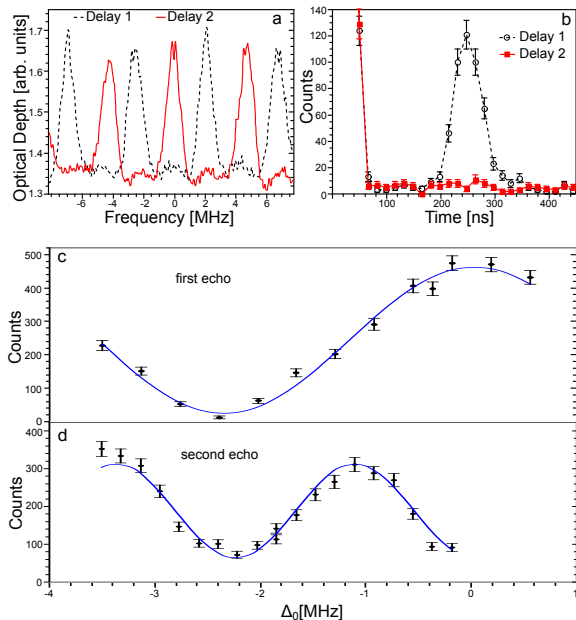 Delay 1 Delay 2 a
Optical Depth [arb. units]
1.7
1.6
1.5
1.4
1.3
-6 -4 -2 0 2 4 6
Frequency [MHz]
b
Delay 1
Delay 2
Counts
140
120
100
80
60
40
20
0
0 100 200 300 400
Time [ns]
c
first echo
Counts
500
400
300
200
100
0
d
second echo
Counts
400
300
200
100
0
-4 -3 -2 -1 0 1
Δ0[MHz]